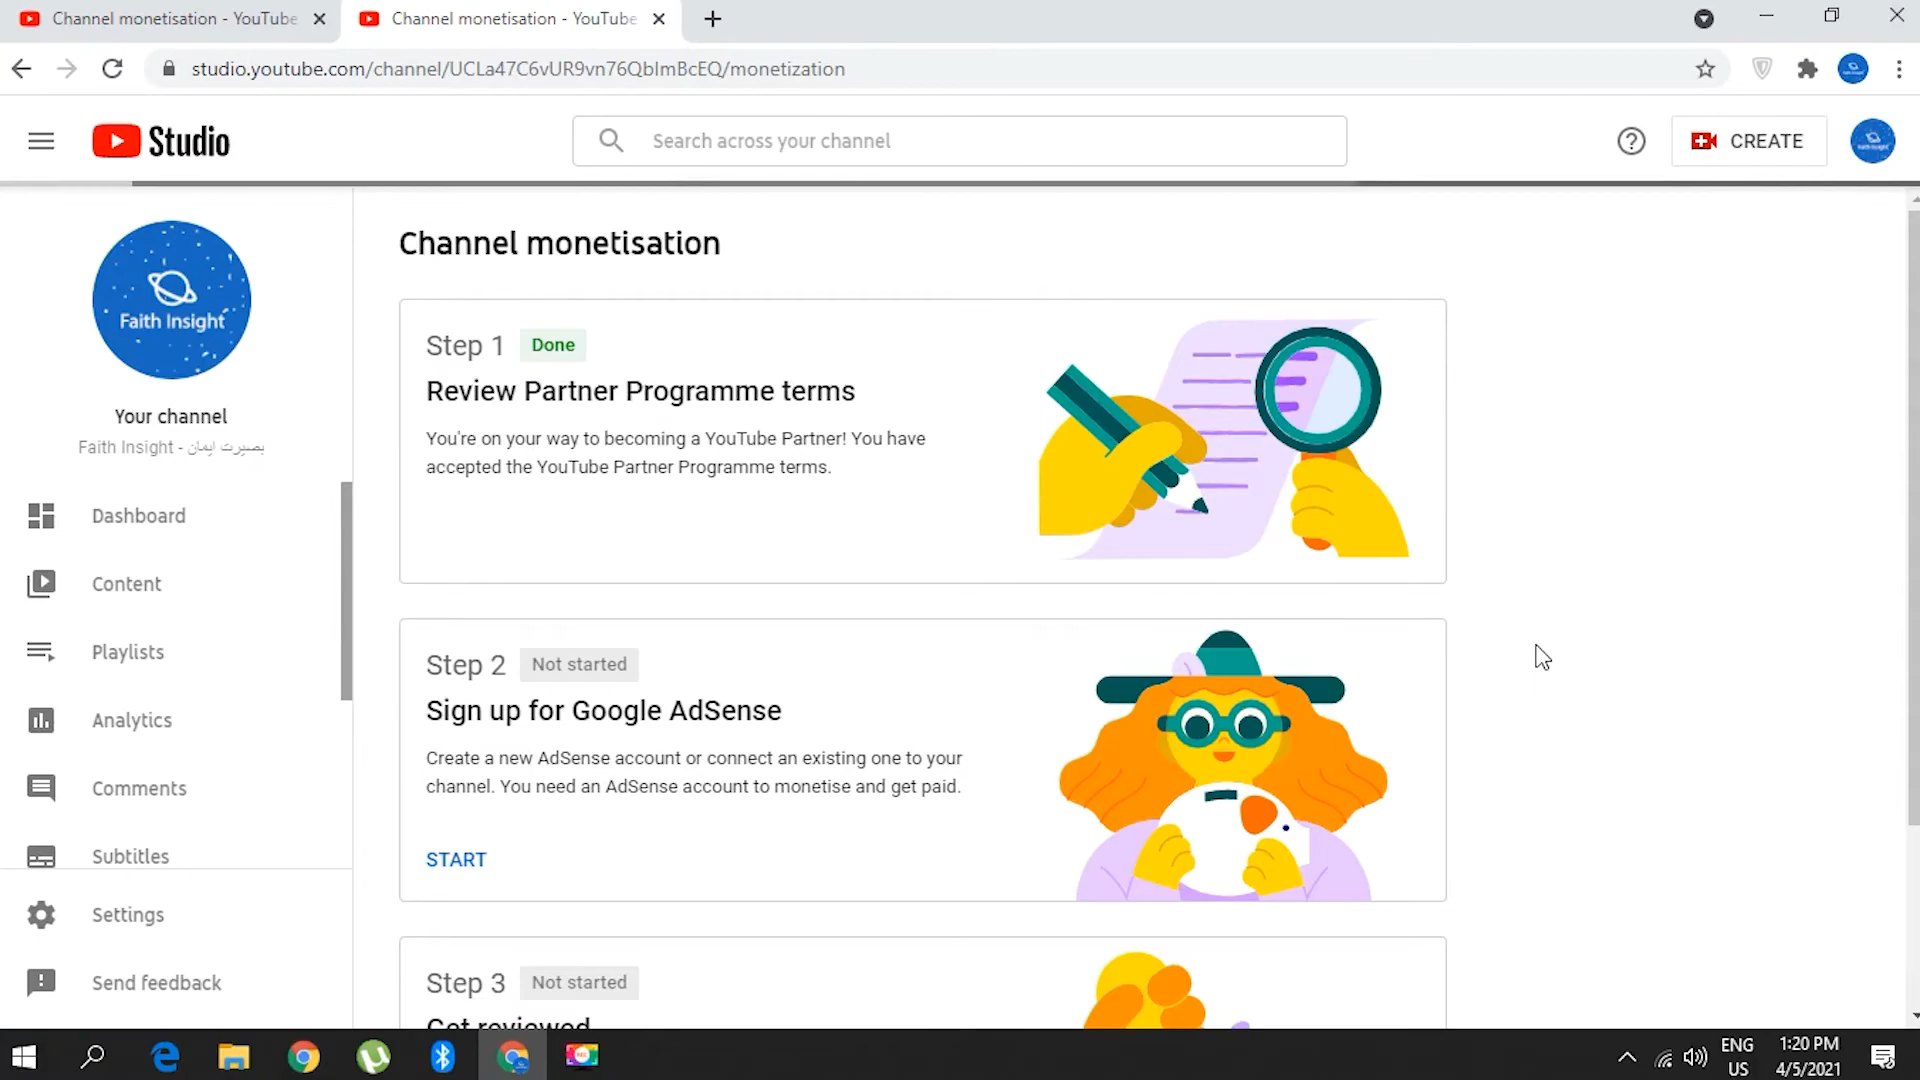 Channel monetisation - YouTube
Channel monetisation - YouTube
studio.youtube.com/channel/UCLa47C6vUR9vn76QbImBcEQ/monetization
Studio
Search across your channel
CREATE
Faith Insight
Your channel
Faith Insight - بصیرت ایمان
Dashboard
Content
Playlists
Analytics
Comments
Subtitles
Settings
Send feedback
Channel monetisation
Step 1 Done
Review Partner Programme terms
You're on your way to becoming a YouTube Partner! You have
accepted the YouTube Partner Programme terms.
Step 2 Not started
Sign up for Google AdSense
Create a new AdSense account or connect an existing one to your
channel. You need an AdSense account to monetise and get paid.
START
Step 3 Not started
Get reviewed
ENG
US
1:20 PM
4/5/2021